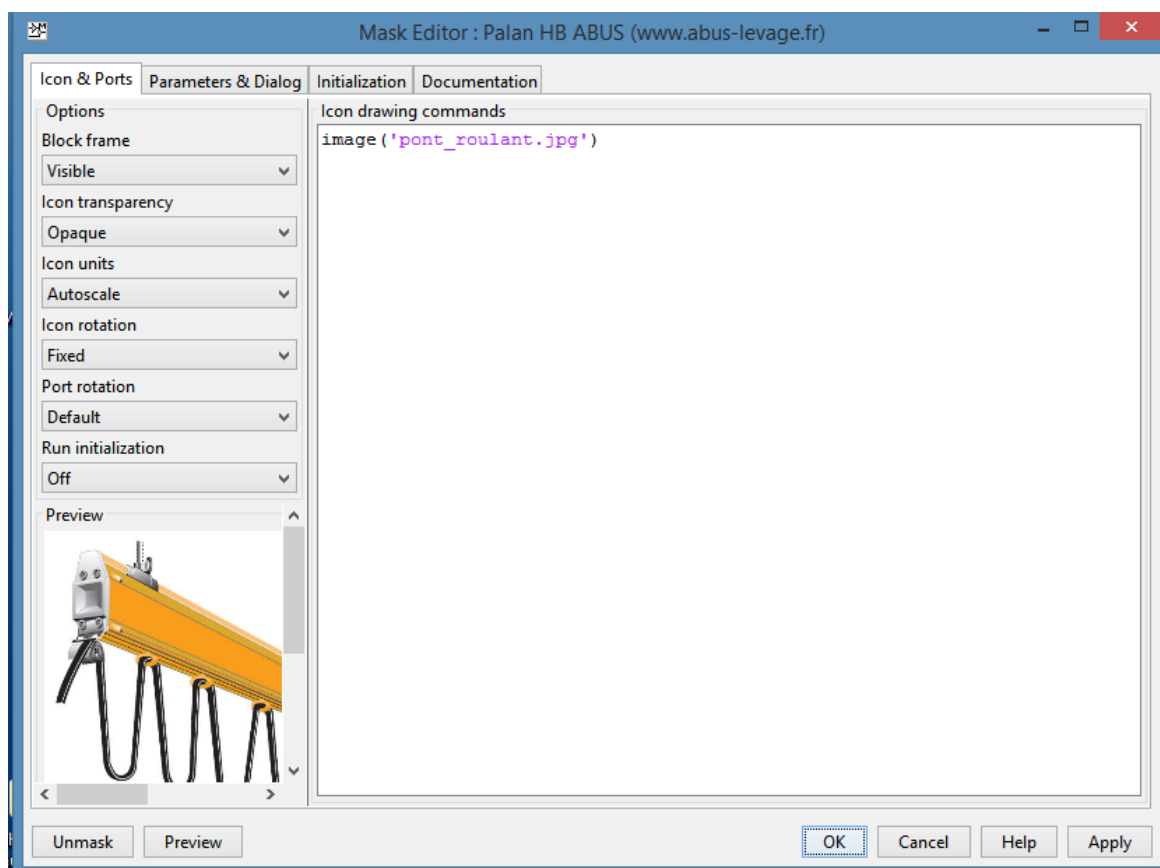 Mask Editor : Palan HB ABUS (www.abus-levage.fr)
Icon & Ports
Parameters & Dialog
Initialization
Documentation
Options
Block frame
Visible
Icon transparency
Opaque
Icon units
Autoscale
Icon rotation
Fixed
Port rotation
Default
Run initialization
Off
Preview
Icon drawing commands
image('pont_roulant.jpg')
Unmask
Preview
OK
Cancel
Help
Apply